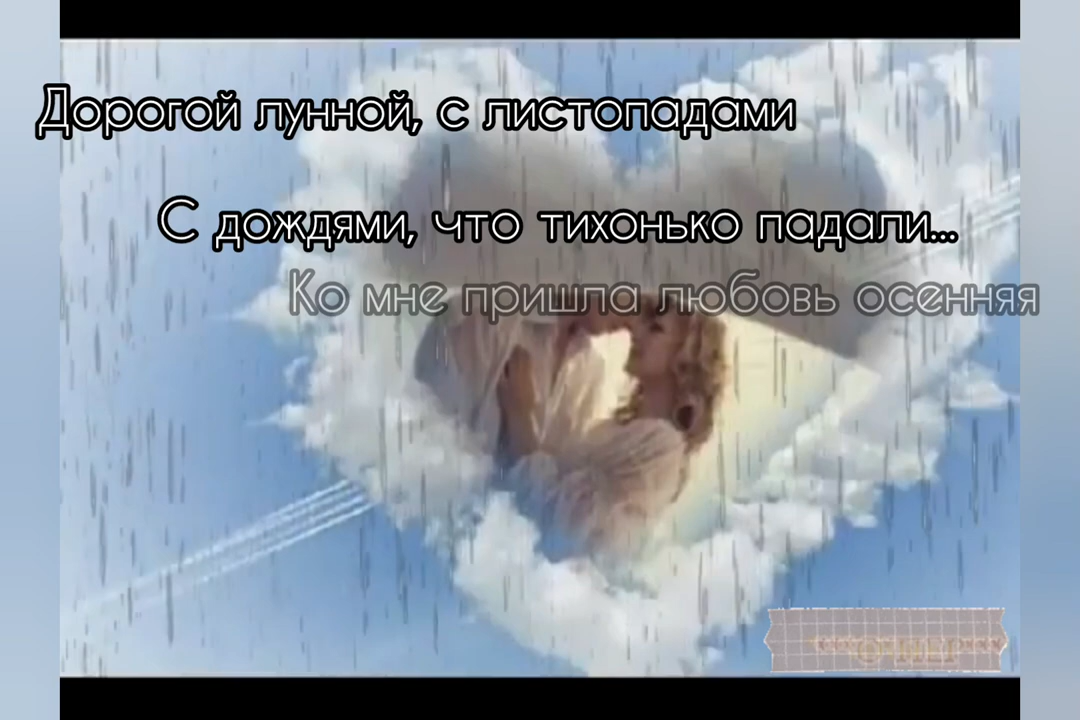 Дорогой лунной, с листопадами
С дождями, что тихонько падали...
Ко мне пришла любовь осенняя